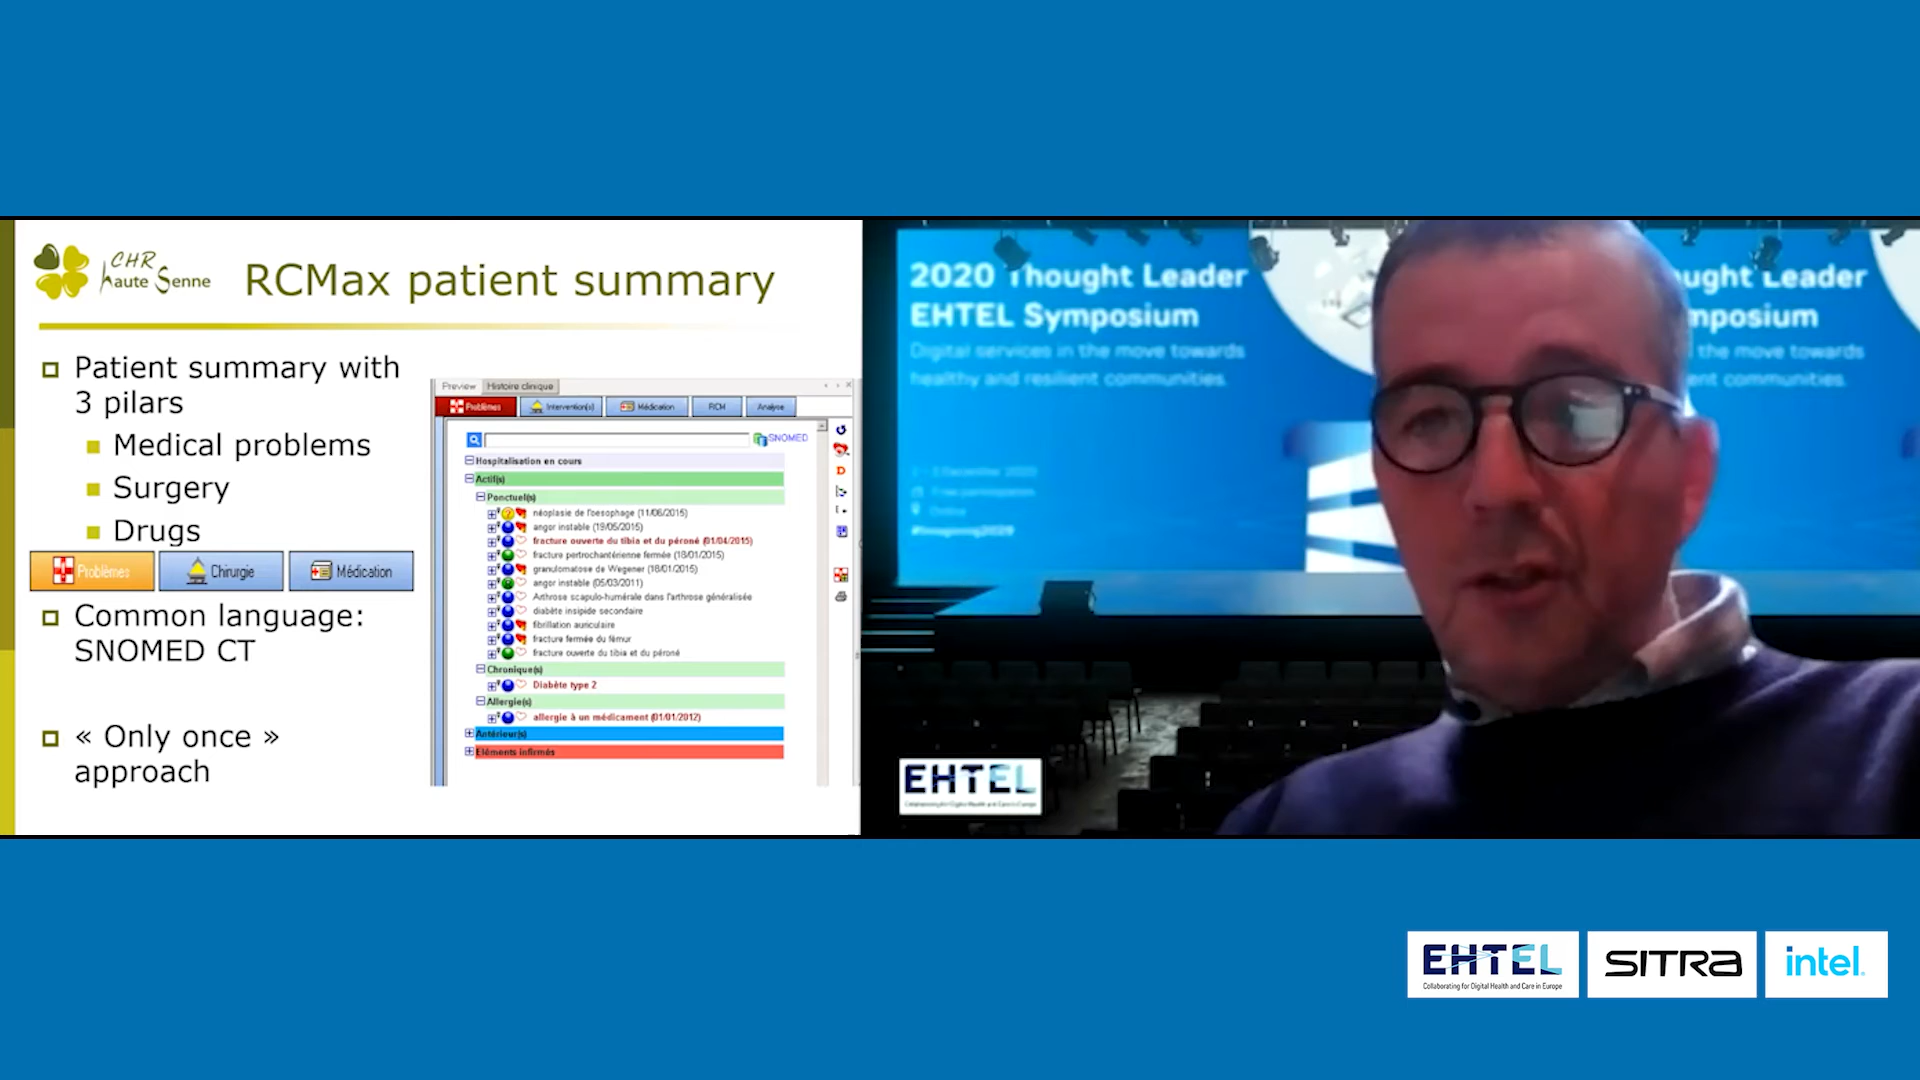 CHR
haute Senne
RCMax patient summary
Patient summary with
3 pilars
Medical problems
Surgery
Drugs
Problèmes
Chirurgie
Médication
Common language:
SNOMED CT
« Only once »
approach
Preview
Histoire clinique
Problèmes
Intervention(s)
Médication
RCM
Analyse
SNOMED
Hospitalisation en cours
Actif(s)
Ponctuel(s)
néoplasie de l'oesophage (11/06/2015)
angor instable (19/05/2015)
fracture ouverte du tibia et du péroné (01/04/2015)
fracture pertrochantérienne fermée (18/01/2015)
granulomatose de Wegener (18/01/2015)
angor instable (05/03/2011)
Arthrose scapulo-humérale dans l'arthrose généralisée
diabète insipide secondaire
fibrillation auriculaire
fracture fermée du fémur
fracture ouverte du tibia et du péroné
Chronique(s)
Diabète type 2
Allergie(s)
allergie à un médicament (01/01/2012)
Antérieur(s)
Eléments infirmés
2020 Thought Leader
EHTEL Symposium
Digital services in the move towards
healthy and resilient communities.
ught Leader
mposium
the move towards
ent communities.
EHTEL
EHTEL
Collaborating for Digital Health and Care in Europe
SITRA
intel.